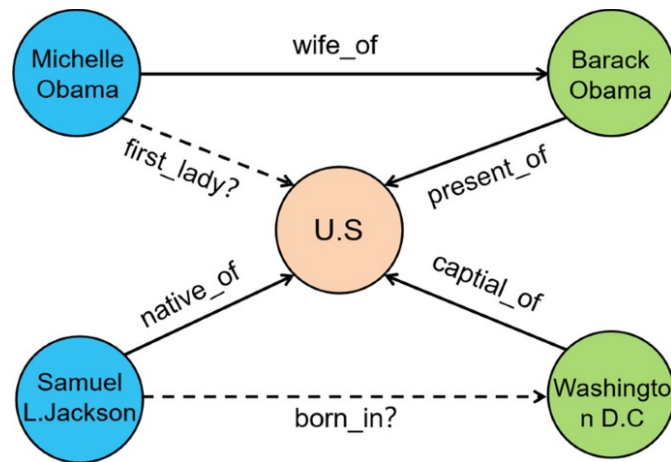 Michelle
Obama
wife_of
Barack
Obama
first_lady?
present_of
U.S
native_of
captial_of
Samuel
L.Jackson
born_in?
Washingto
n D.C